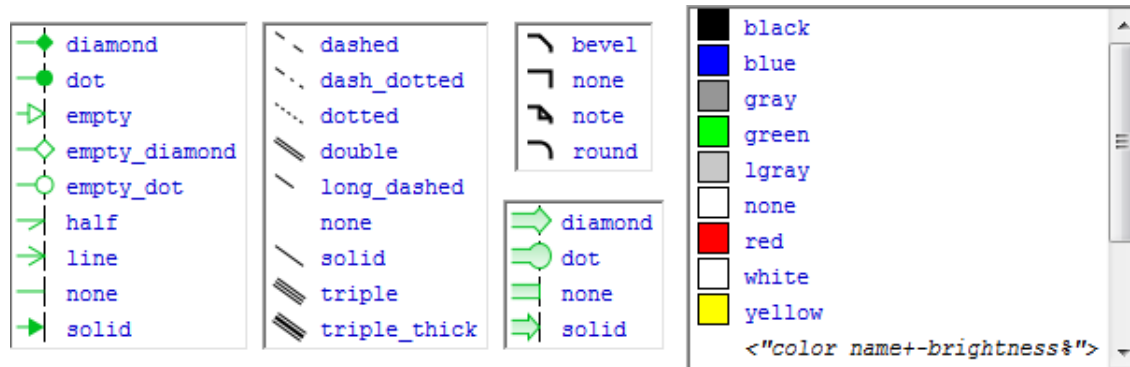 diamond
dot
empty
empty_diamond
empty_dot
half
line
none
solid
dashed
dash_dotted
dotted
double
long_dashed
none
solid
triple
triple_thick
bevel
none
note
round
diamond
dot
none
solid
black
blue
gray
green
lgray
none
red
white
yellow
<"color name+-brightness%">